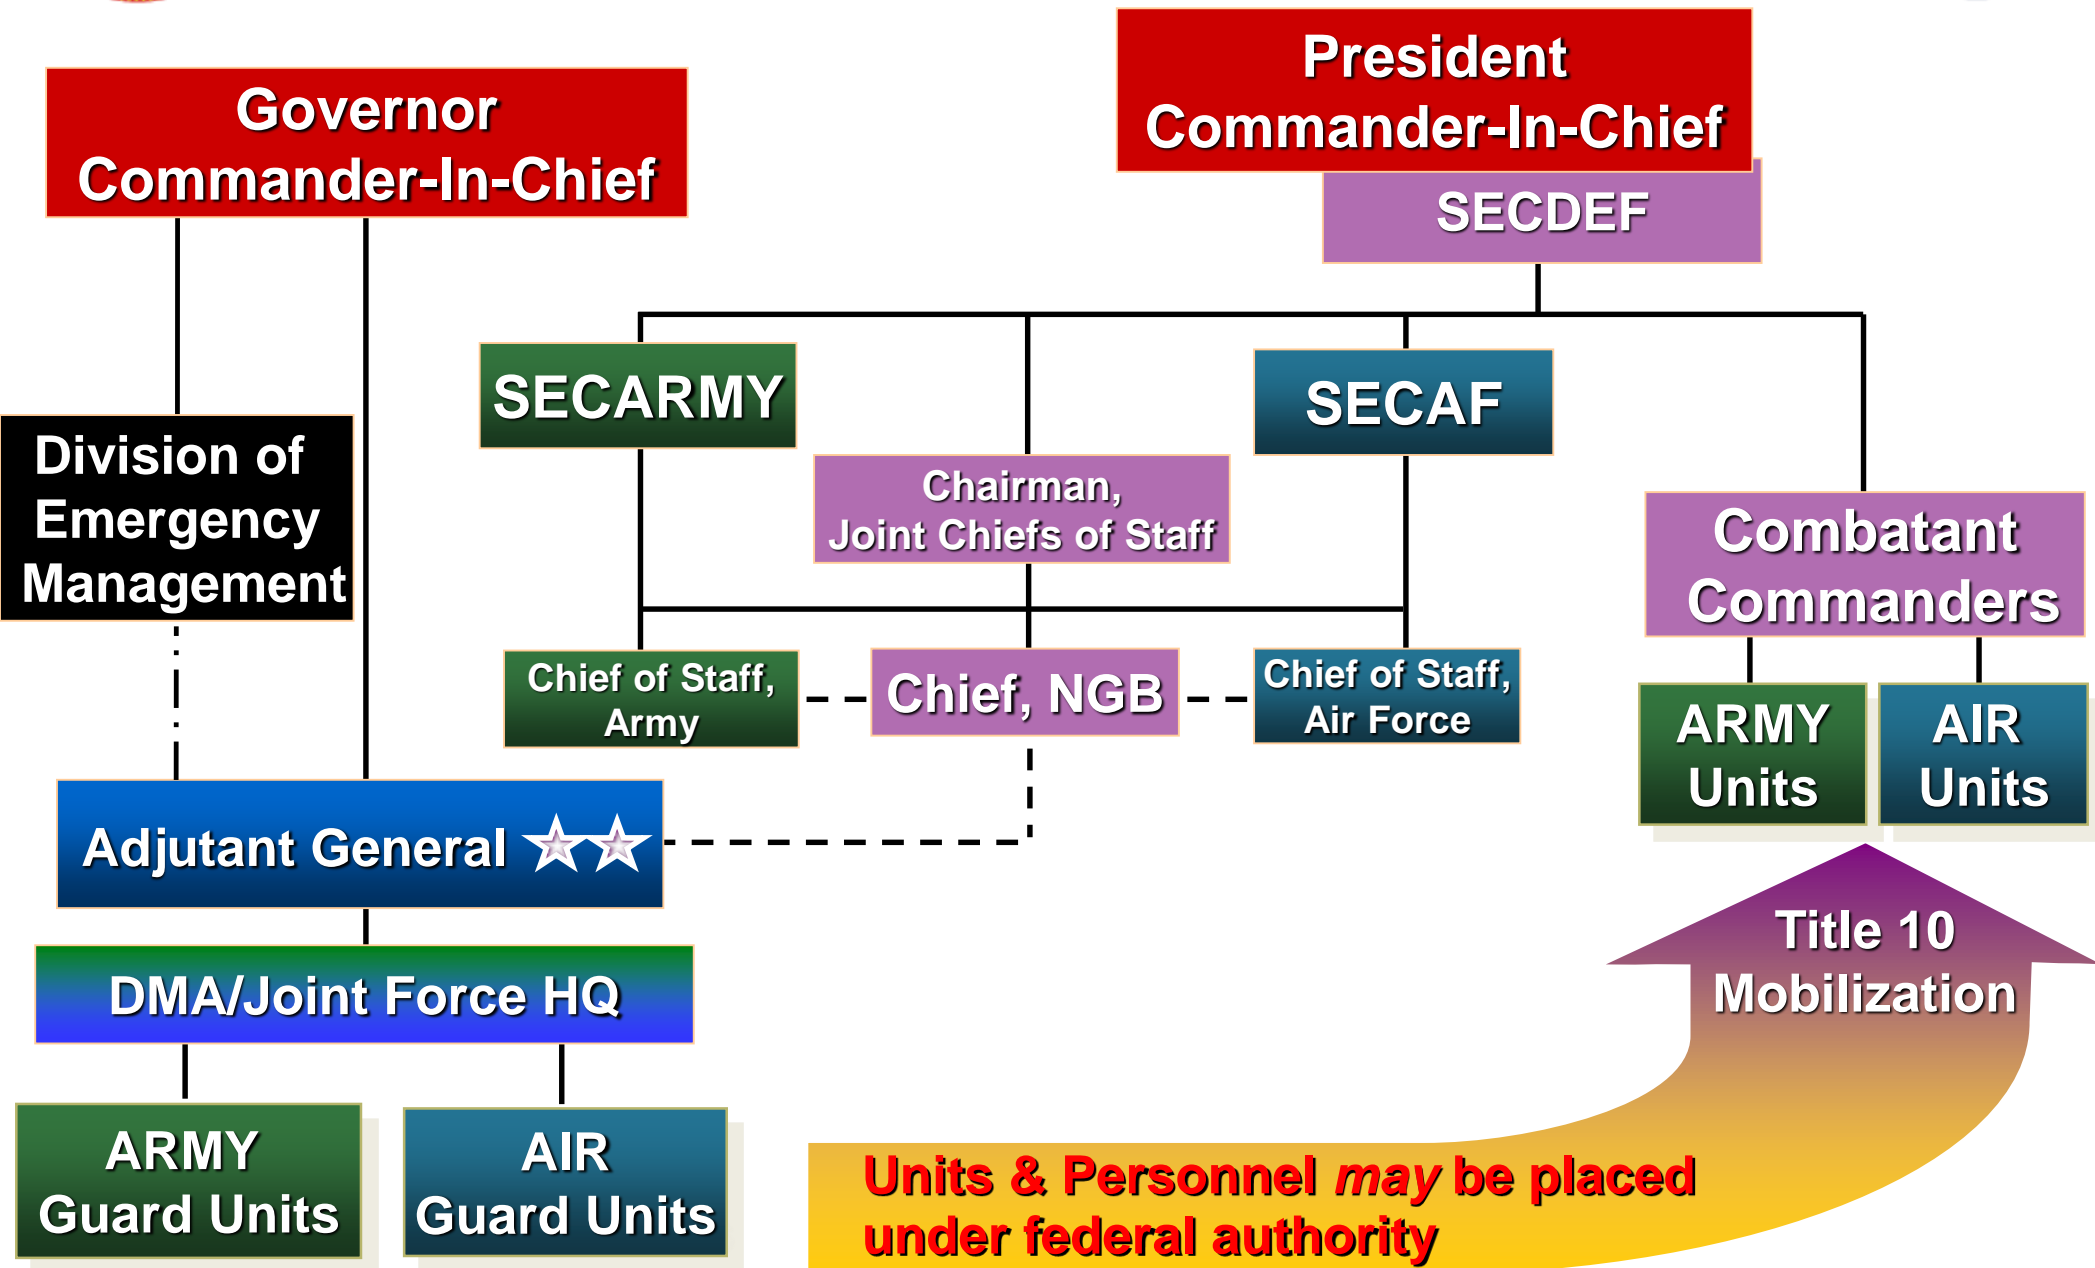 President
Commander-In-Chief
Governor
Commander-In-Chief
SECDEF
SECARMY
SECAF
Division of
Emergency
Management
Chairman,
Joint Chiefs of Staff
Combatant
Commanders
Chief of Staff,
Army
Chief, NGB
Chief of Staff,
Air Force
ARMY
Units
AIR
Units
Adjutant General
Title 10
Mobilization
DMA/Joint Force HQ
ARMY
Guard Units
AIR
Guard Units
Units & Personnel may be placed
under federal authority